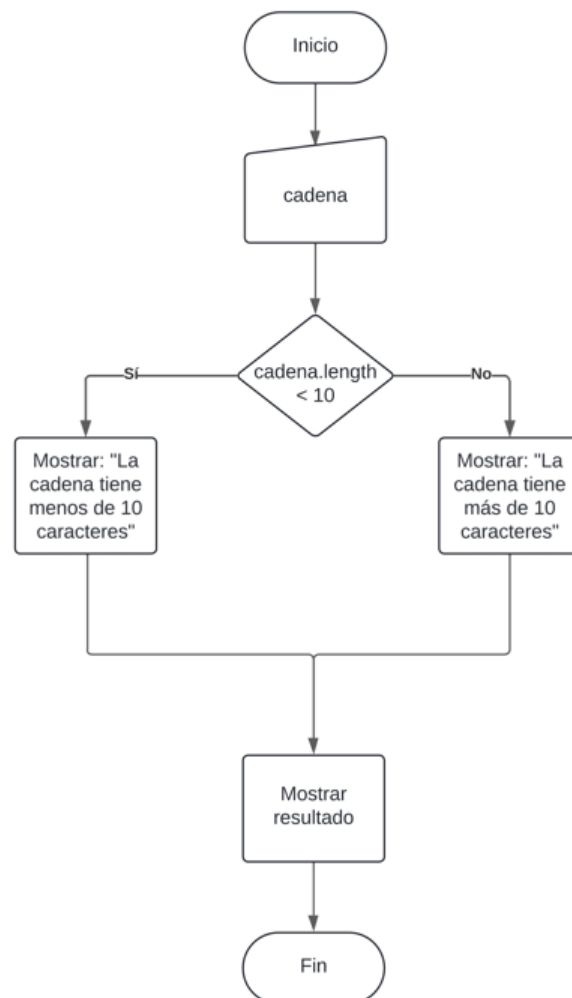 Inicio
cadena
cadena.length
< 10
Sí
No
Mostrar: "La
cadena tiene
menos de 10
caracteres"
Mostrar: "La
cadena tiene
más de 10
caracteres"
Mostrar
resultado
Fin